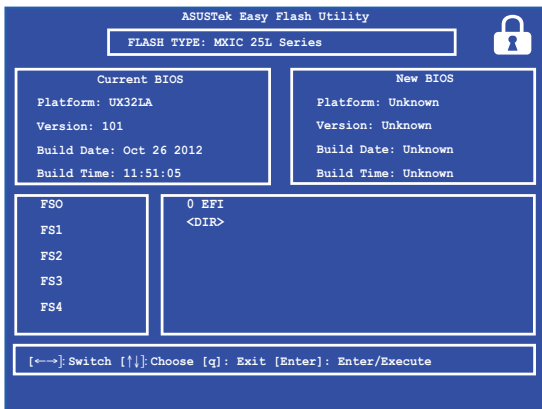 ASUSTek Easy Flash Utility
FLASH TYPE: MXIC 25L Series
Current BIOS
Platform: UX32LA
Version: 101
Build Date: Oct 26 2012
Build Time: 11:51:05
New BIOS
Platform: Unknown
Version: Unknown
Build Date: Unknown
Build Time: Unknown
FSO
FS1
FS2
FS3
FS4
0 EFI
<DIR>
[←→]: Switch [↑↓]: Choose [q]: Exit [Enter]: Enter/Execute